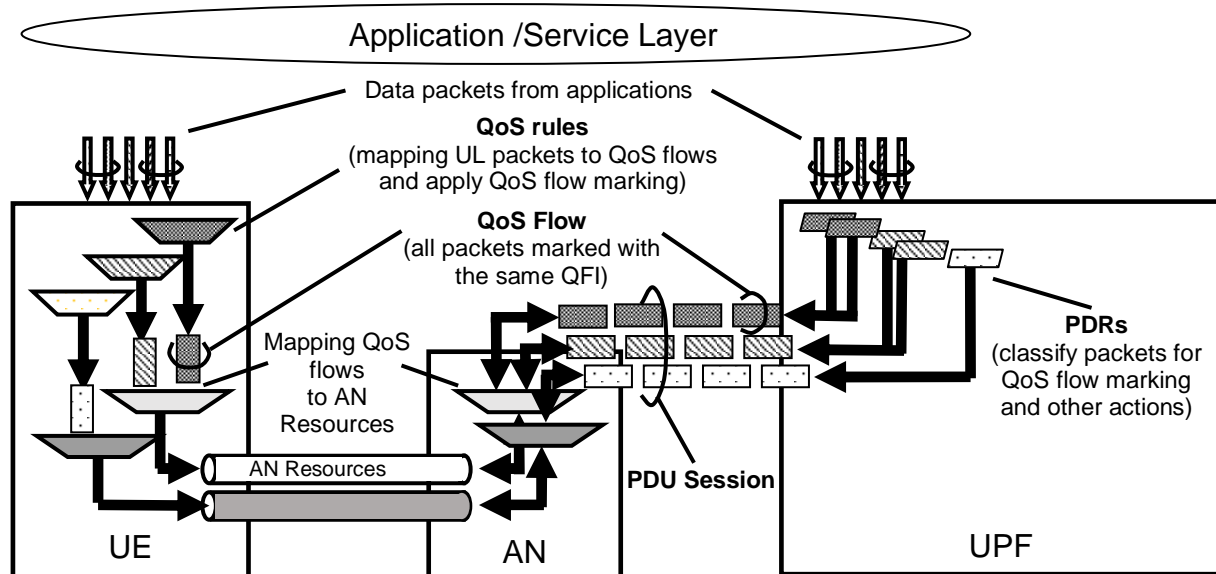 Application /Service Layer
Data packets from applications
QoS rules
(mapping UL packets to QoS flows
and apply QoS flow marking)
QoS Flow
(all packets marked with
the same QFI)
Mapping QoS
flows
to AN
Resources
PDRs
(classify packets for
QoS flow marking
and other actions)
AN Resources
PDU Session
UE
AN
UPF